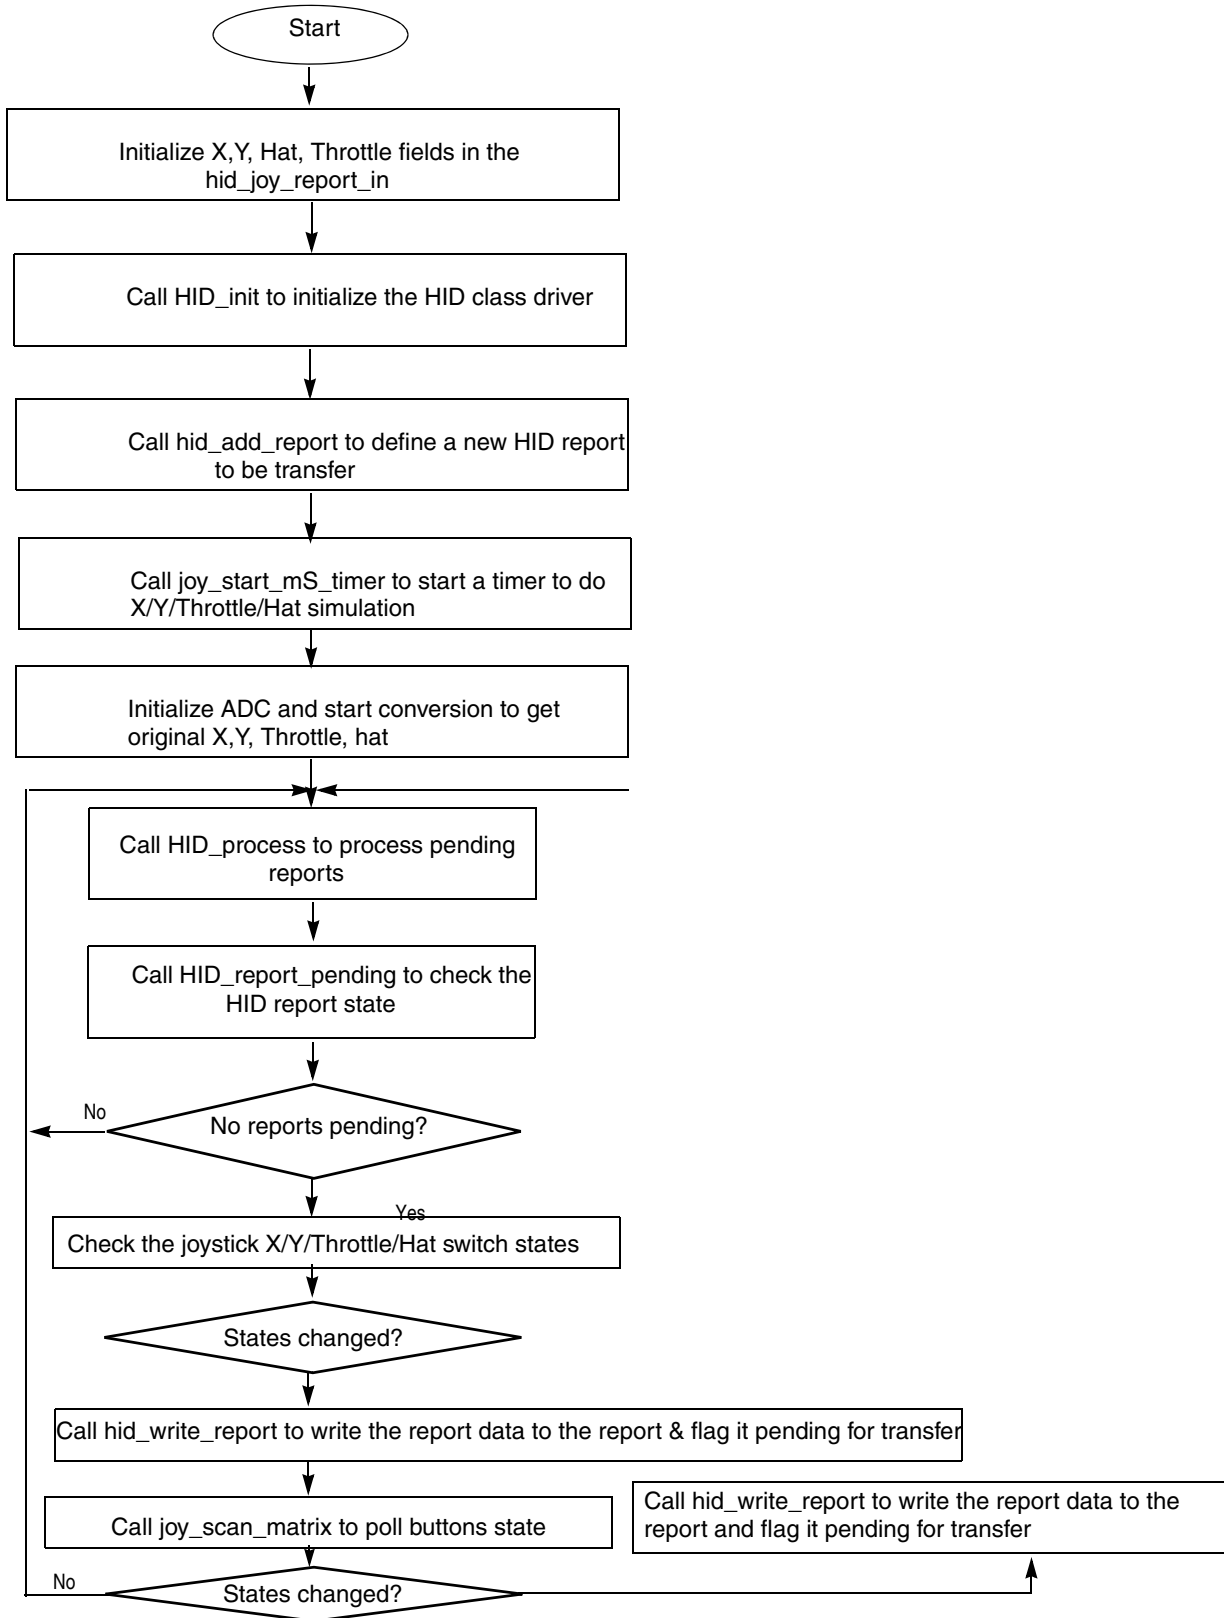 Start
Initialize X,Y, Hat, Throttle fields in the
hid_joy_report_in
Call HID_init to initialize the HID class driver
Call hid_add_report to define a new HID report
to be transfer
Call joy_start_mS_timer to start a timer to do
X/Y/Throttle/Hat simulation
Initialize ADC and start conversion to get
original X,Y, Throttle, hat
Call HID_process to process pending
reports
Call HID_report_pending to check the
HID report state
No
No reports pending?
Yes
Check the joystick X/Y/Throttle/Hat switch states
States changed?
Call hid_write_report to write the report data to the report & flag it pending for transfer
Call joy_scan_matrix to poll buttons state
Call hid_write_report to write the report data to the
report and flag it pending for transfer
No
States changed?